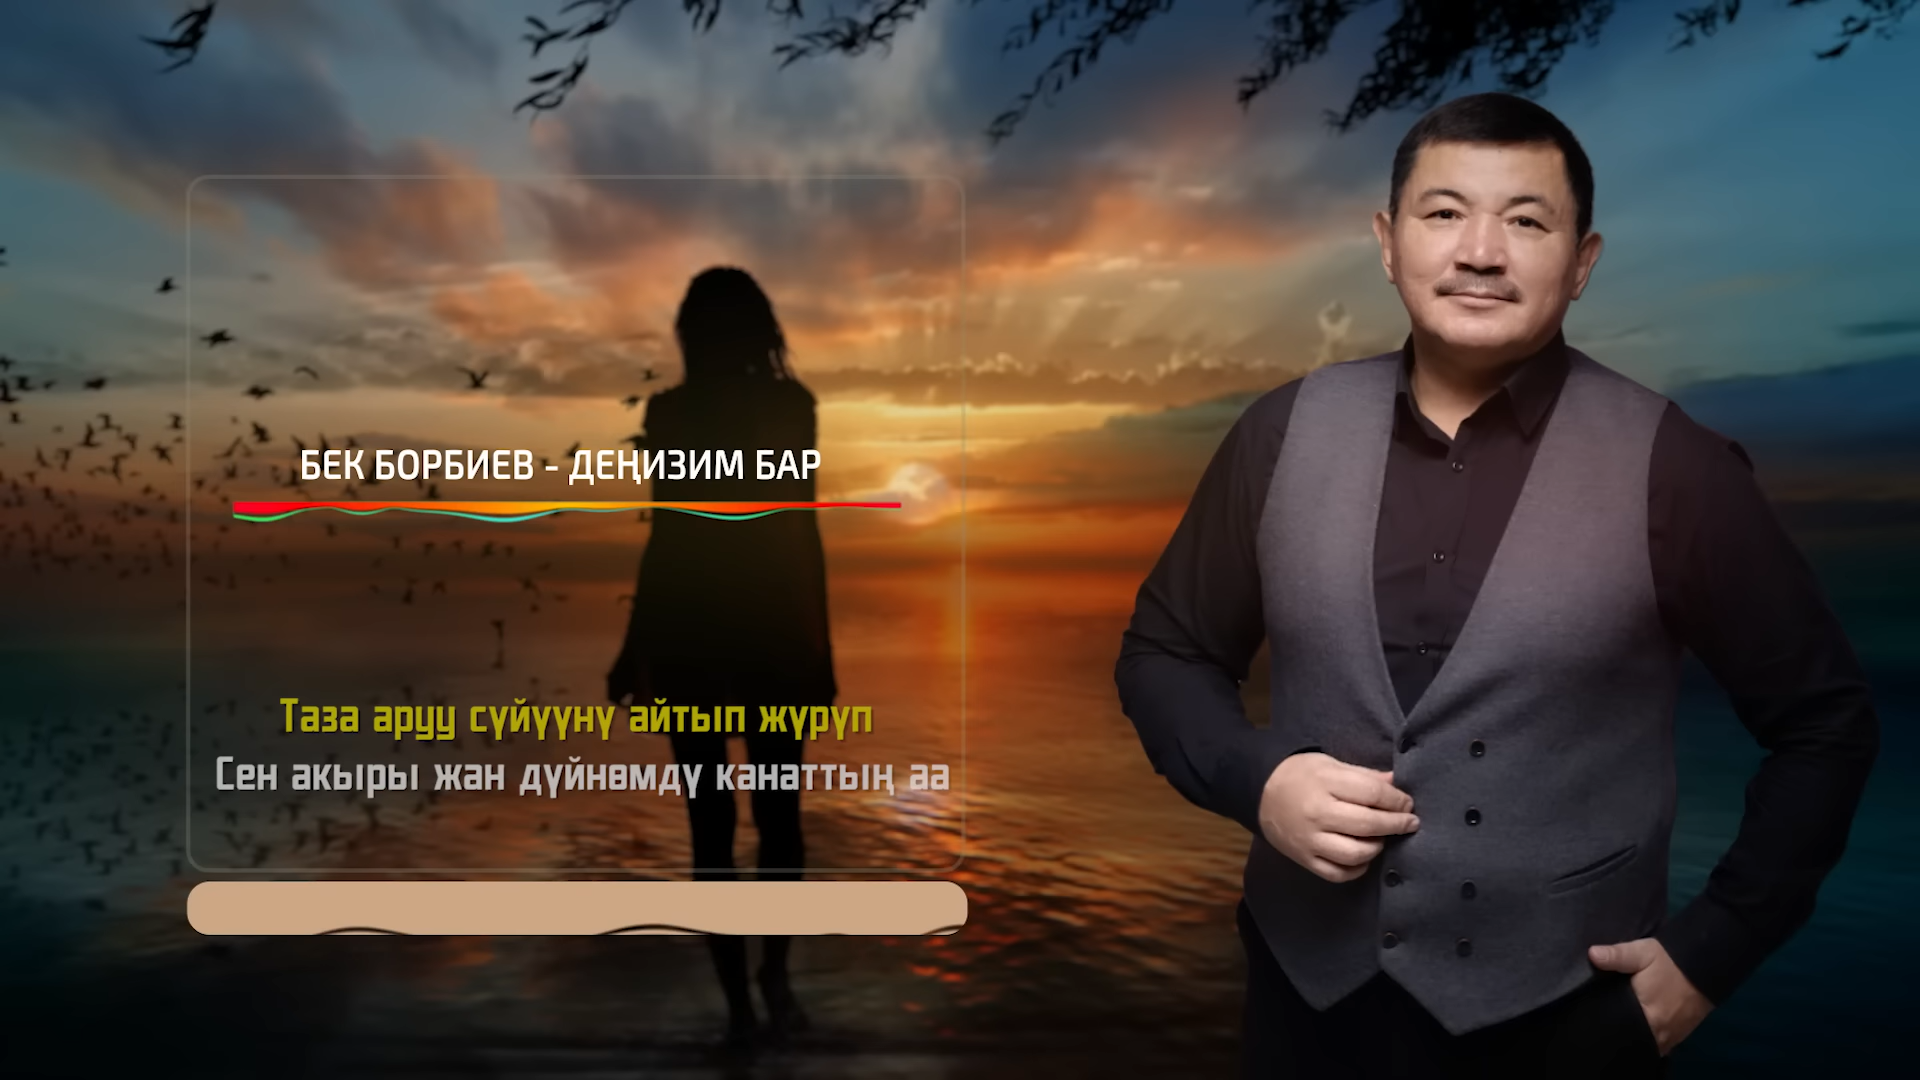 БЕК БОРБИЕВ - ДЕҢИЗИМ БАР
Таза аруу сүйүүнү айтып жүрүп
Сен акыры жан дүйнөмдү канаттың аа